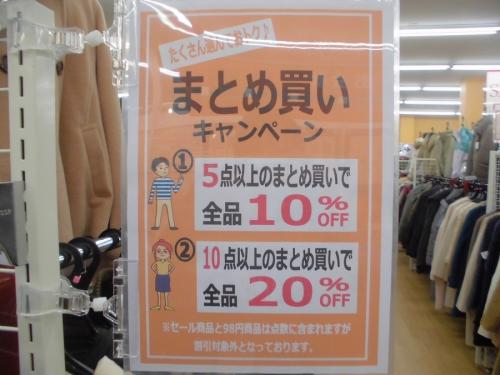 たくさん選んでおトク♪
まとめ買い
キャンペーン
①
5点以上のまとめ買いで
全品10%OFF
②
10点以上のまとめ買いで
全品20%OFF
※セール商品と98円商品は点数に含まれますが
割引対象外となっております。